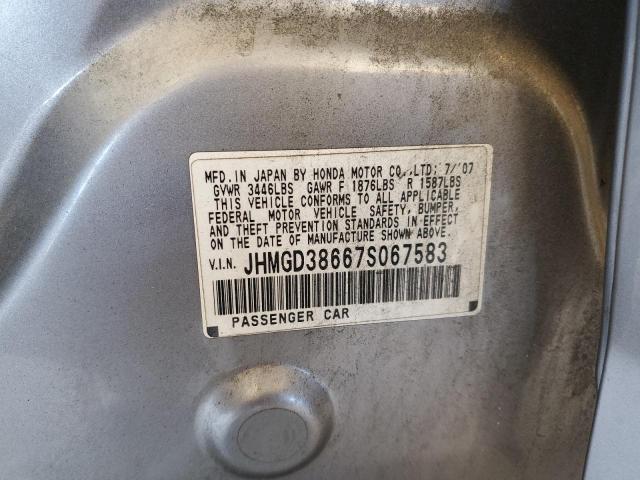 MFD. IN JAPAN BY HONDA MOTOR CO.,LTD; 7/'07
GVWR 3446LBS GAWR F 1876LBS R 1587LBS
THIS VEHICLE CONFORMS TO ALL APPLICABLE
FEDERAL MOTOR VEHICLE SAFETY, BUMPER,
AND THEFT PREVENTION STANDARDS IN EFFECT
ON THE DATE OF MANUFACTURE SHOWN ABOVE.
V.I.N. JHMGD38667S067583
PASSENGER CAR